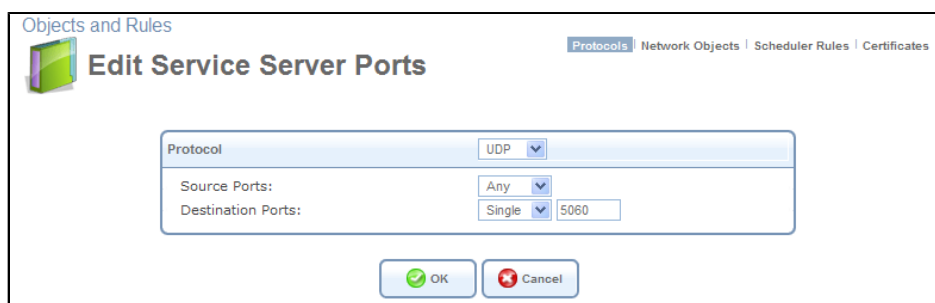 Objects and Rules
Protocols | Network Objects | Scheduler Rules | Certificates
Edit Service Server Ports
Protocol UDP
Source Ports: Any
Destination Ports: Single 5060
OK Cancel